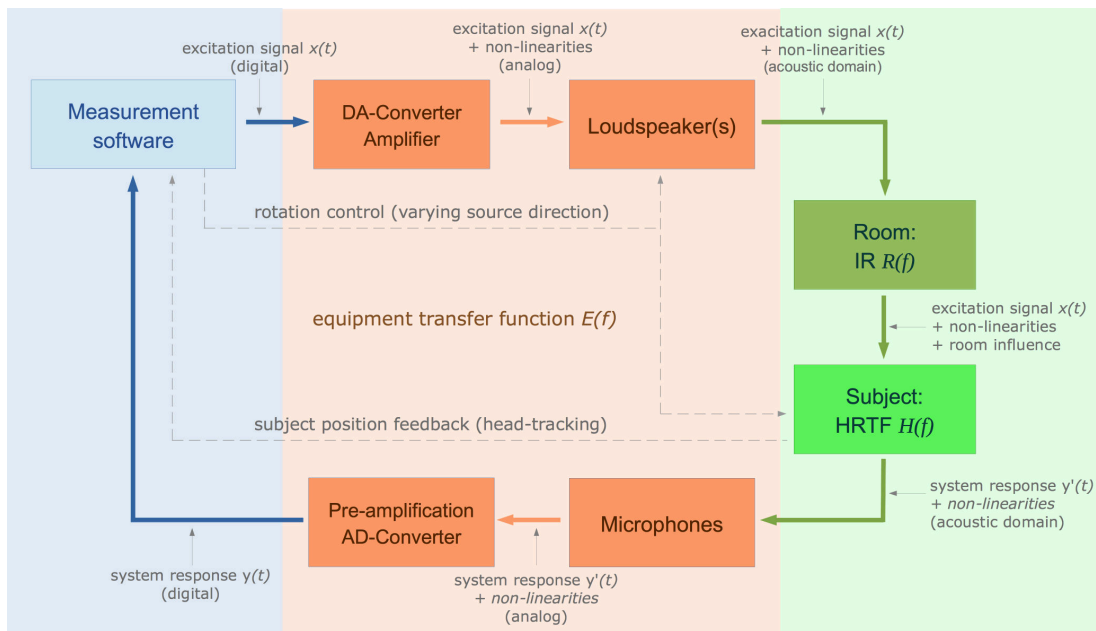 excitation signal x(t)
(digital)
excitation signal x(t)
+ non-linearities
(analog)
exacitation signal x(t)
+ non-linearities
(acoustic domain)
Measurement
software
DA-Converter
Amplifier
Loudspeaker(s)
rotation control (varying source direction)
Room:
IR R(f)
equipment transfer function E(f)
excitation signal x(t)
+ non-linearities
+ room influence
Subject:
HRTF H(f)
subject position feedback (head-tracking)
system response y'(t)
+ non-linearities
(acoustic domain)
Pre-amplification
AD-Converter
Microphones
system response y(t)
(digital)
system response y'(t)
+ non-linearities
(analog)